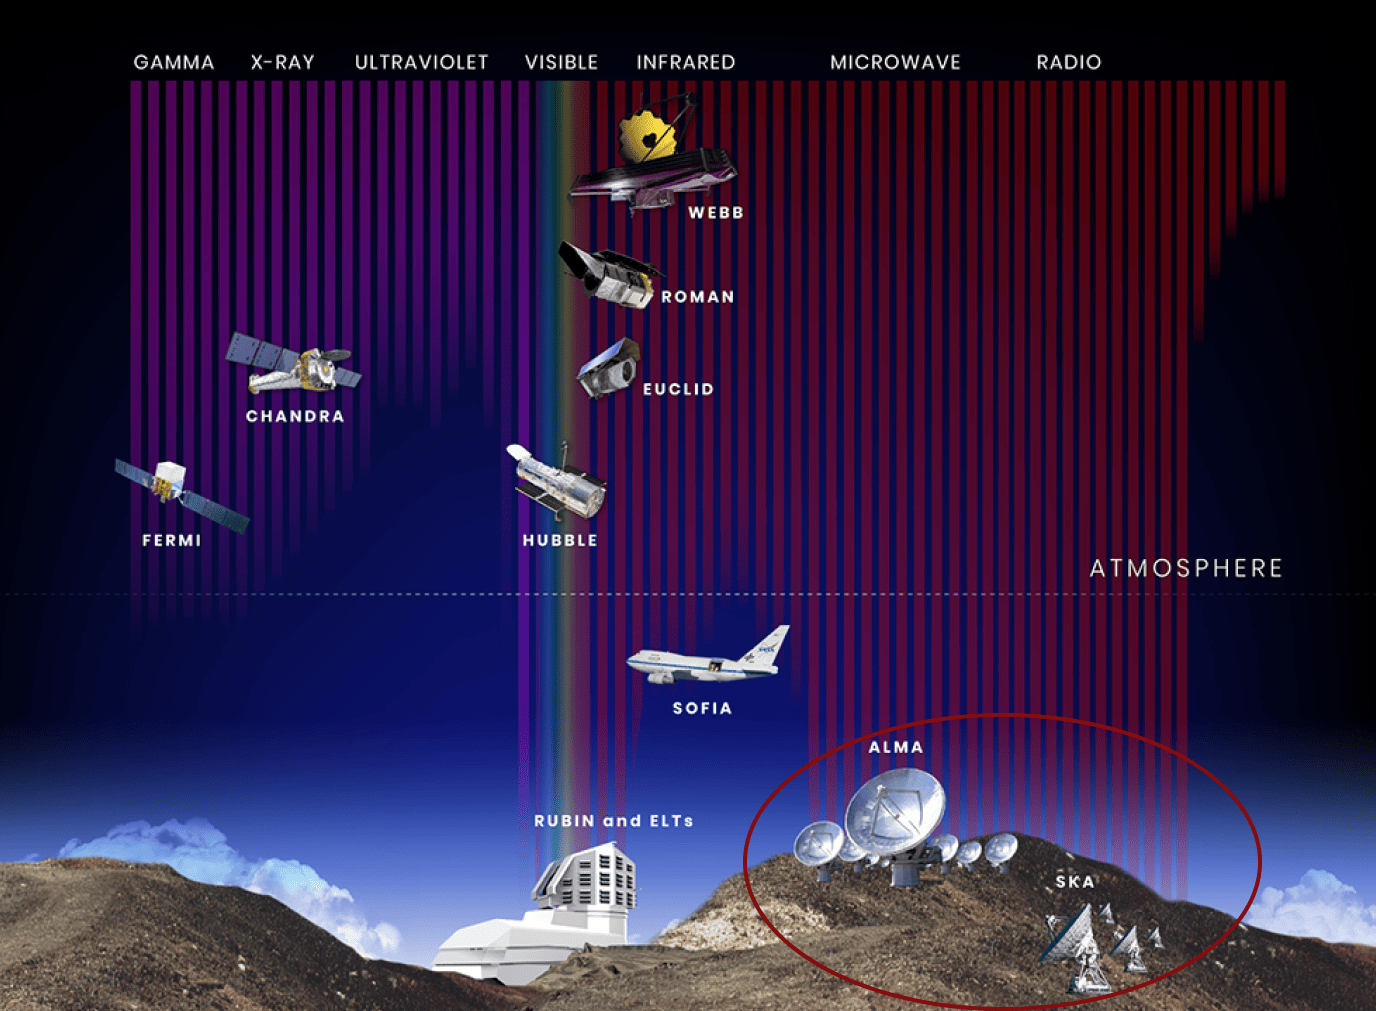 GAMMA X-RAY ULTRAVIOLET VISIBLE INFRARED MICROWAVE RADIO
WEBB
ROMAN
EUCLID
CHANDRA
HUBBLE
FERMI
ATMOSPHERE
SOFIA
ALMA
RUBIN and ELTs
SKA